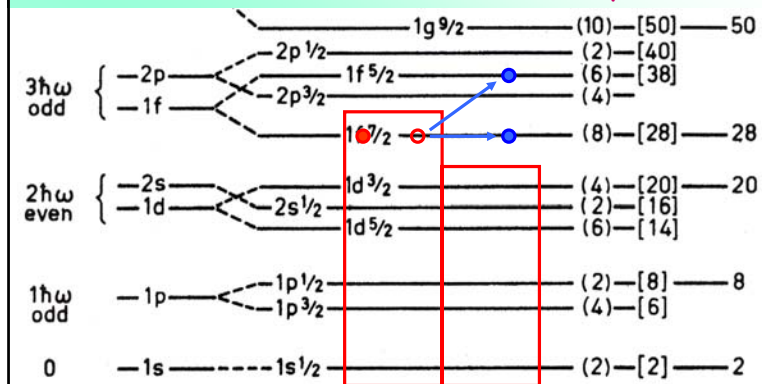 1g 9/2 (10) [50] 50
2p 1/2 (2) [40]
2p 1f 5/2 (6) [38]
3ħω odd
1f 2p 3/2 (4)
1f 7/2 (8) [28] 28
2s 1d 3/2 (4) [20] 20
2ħω even
1d 2s 1/2 (2) [16]
1d 5/2 (6) [14]
1p 1/2 (2) [8] 8
1ħω odd 1p
1p 3/2 (4) [6]
0 1s 1s 1/2 (2) [2] 2